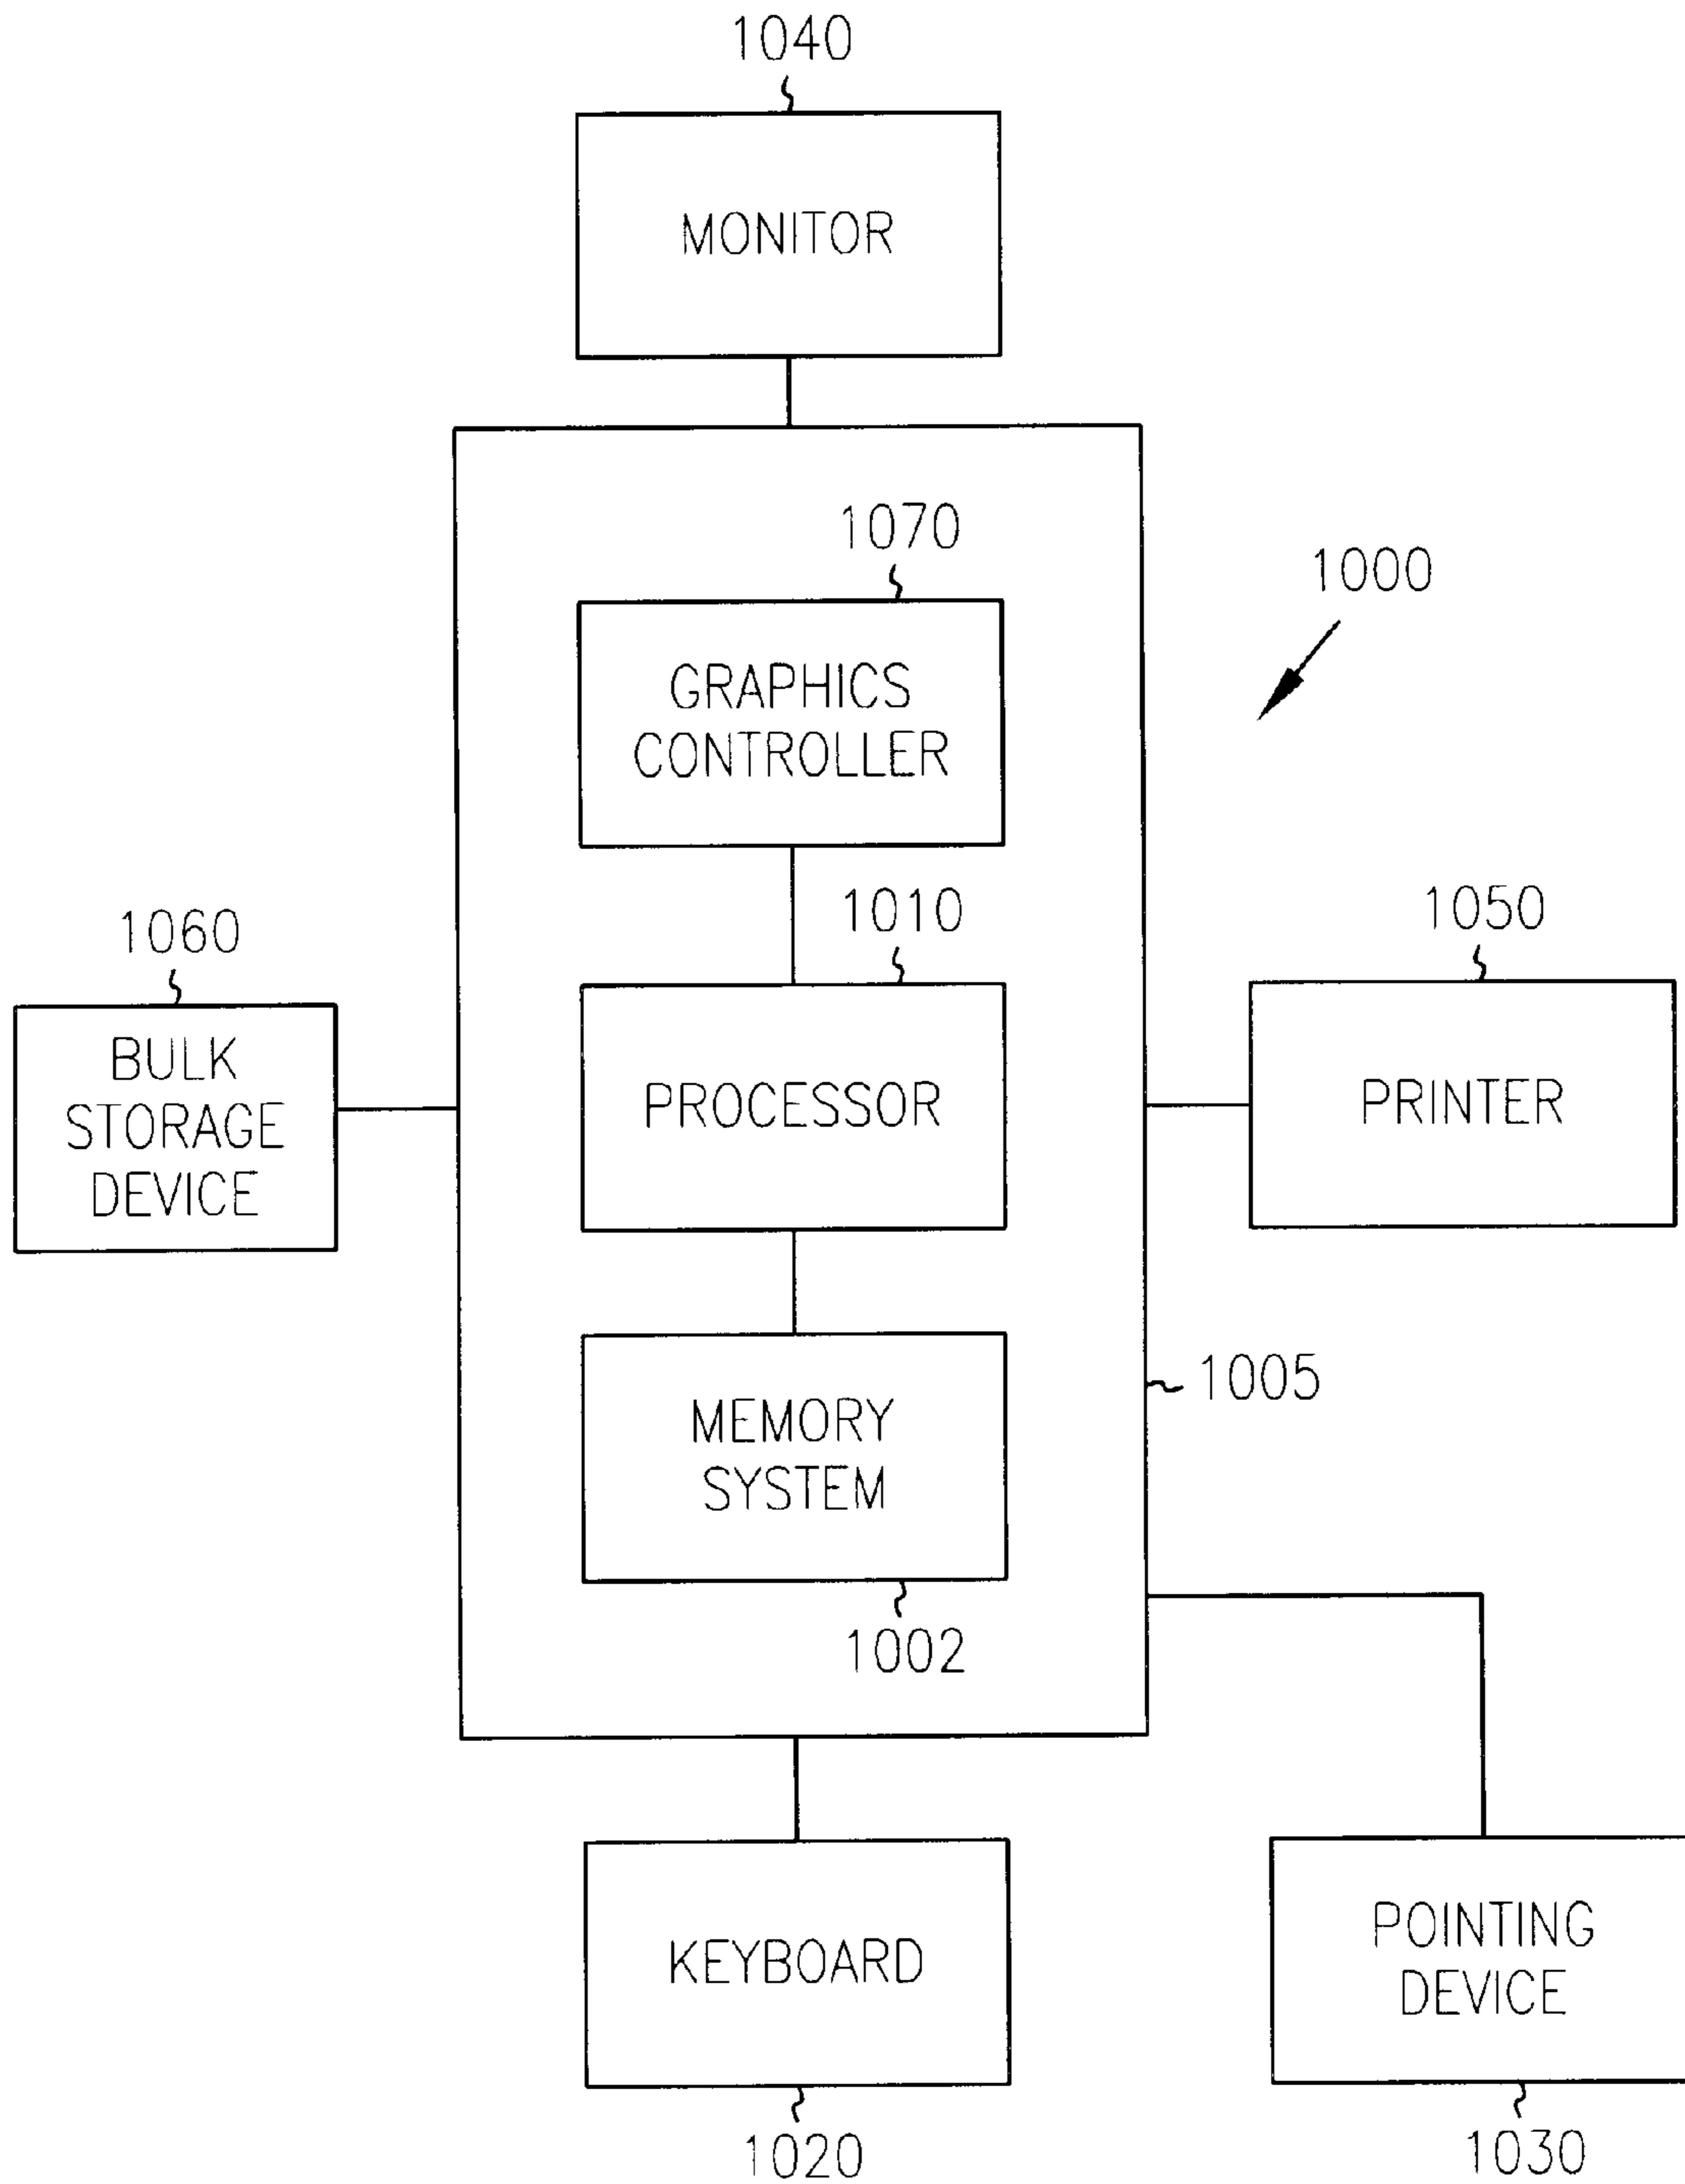 1040
MONITOR
1070
1000
GRAPHICS
CONTROLLER
1010
1060
1050
BULK
STORAGE
DEVICE
PROCESSOR
PRINTER
1005
MEMORY
SYSTEM
1002
KEYBOARD
POINTING
DEVICE
1020
1030